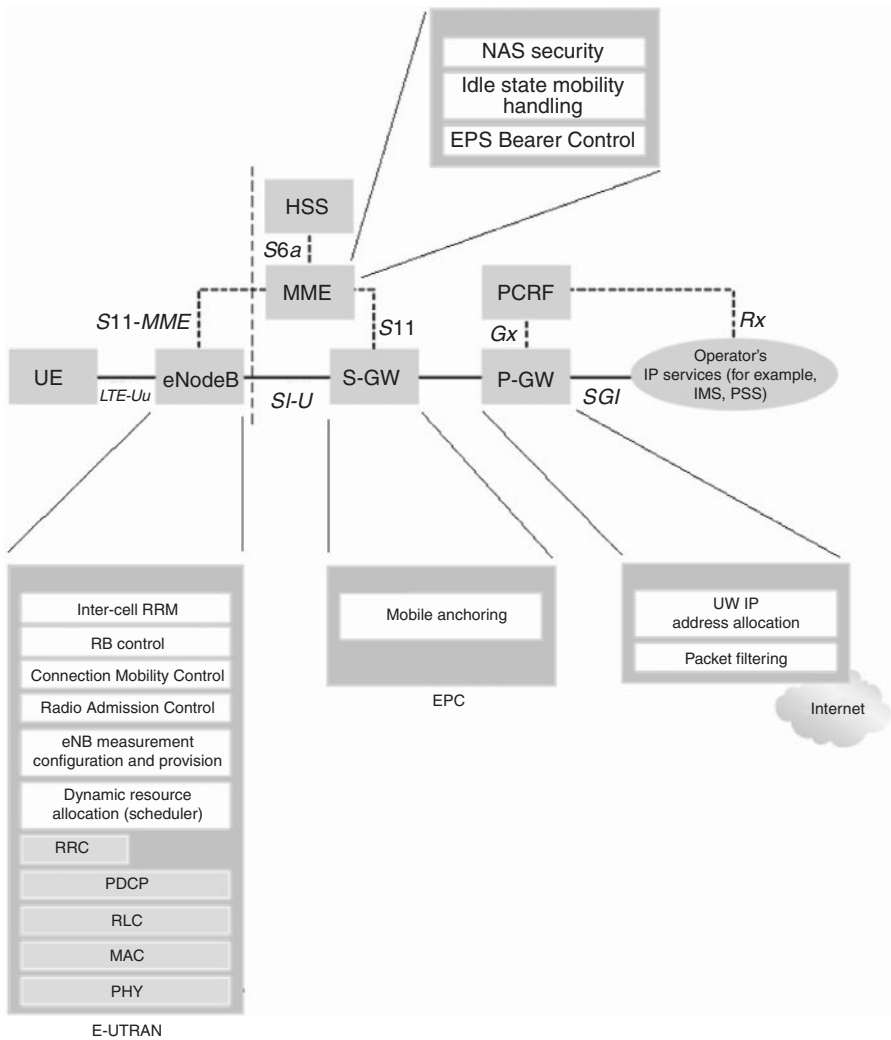 NAS security
Idle state mobility
handling
EPS Bearer Control
HSS
S6a
MME
PCRF
S11-MME
S11
Gx
Rx
UE
LTE-Uu
eNodeB
SI-U
S-GW
P-GW
SGI
Operator's
IP services (for example,
IMS, PSS)
Inter-cell RRM
RB control
Connection Mobility Control
Radio Admission Control
eNB measurement
configuration and provision
Dynamic resource
allocation (scheduler)
RRC
PDCP
RLC
MAC
PHY
E-UTRAN
Mobile anchoring
EPC
UW IP
address allocation
Packet filtering
Internet